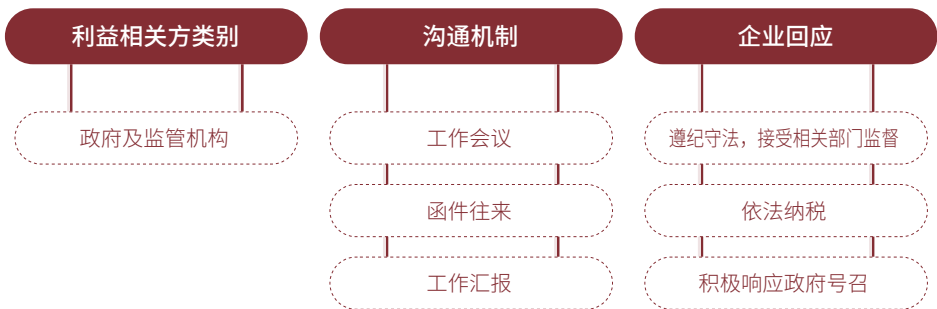 利益相关方类别
沟通机制
企业回应
政府及监管机构
工作会议
遵纪守法，接受相关部门监督
函件往来
依法纳税
工作汇报
积极响应政府号召